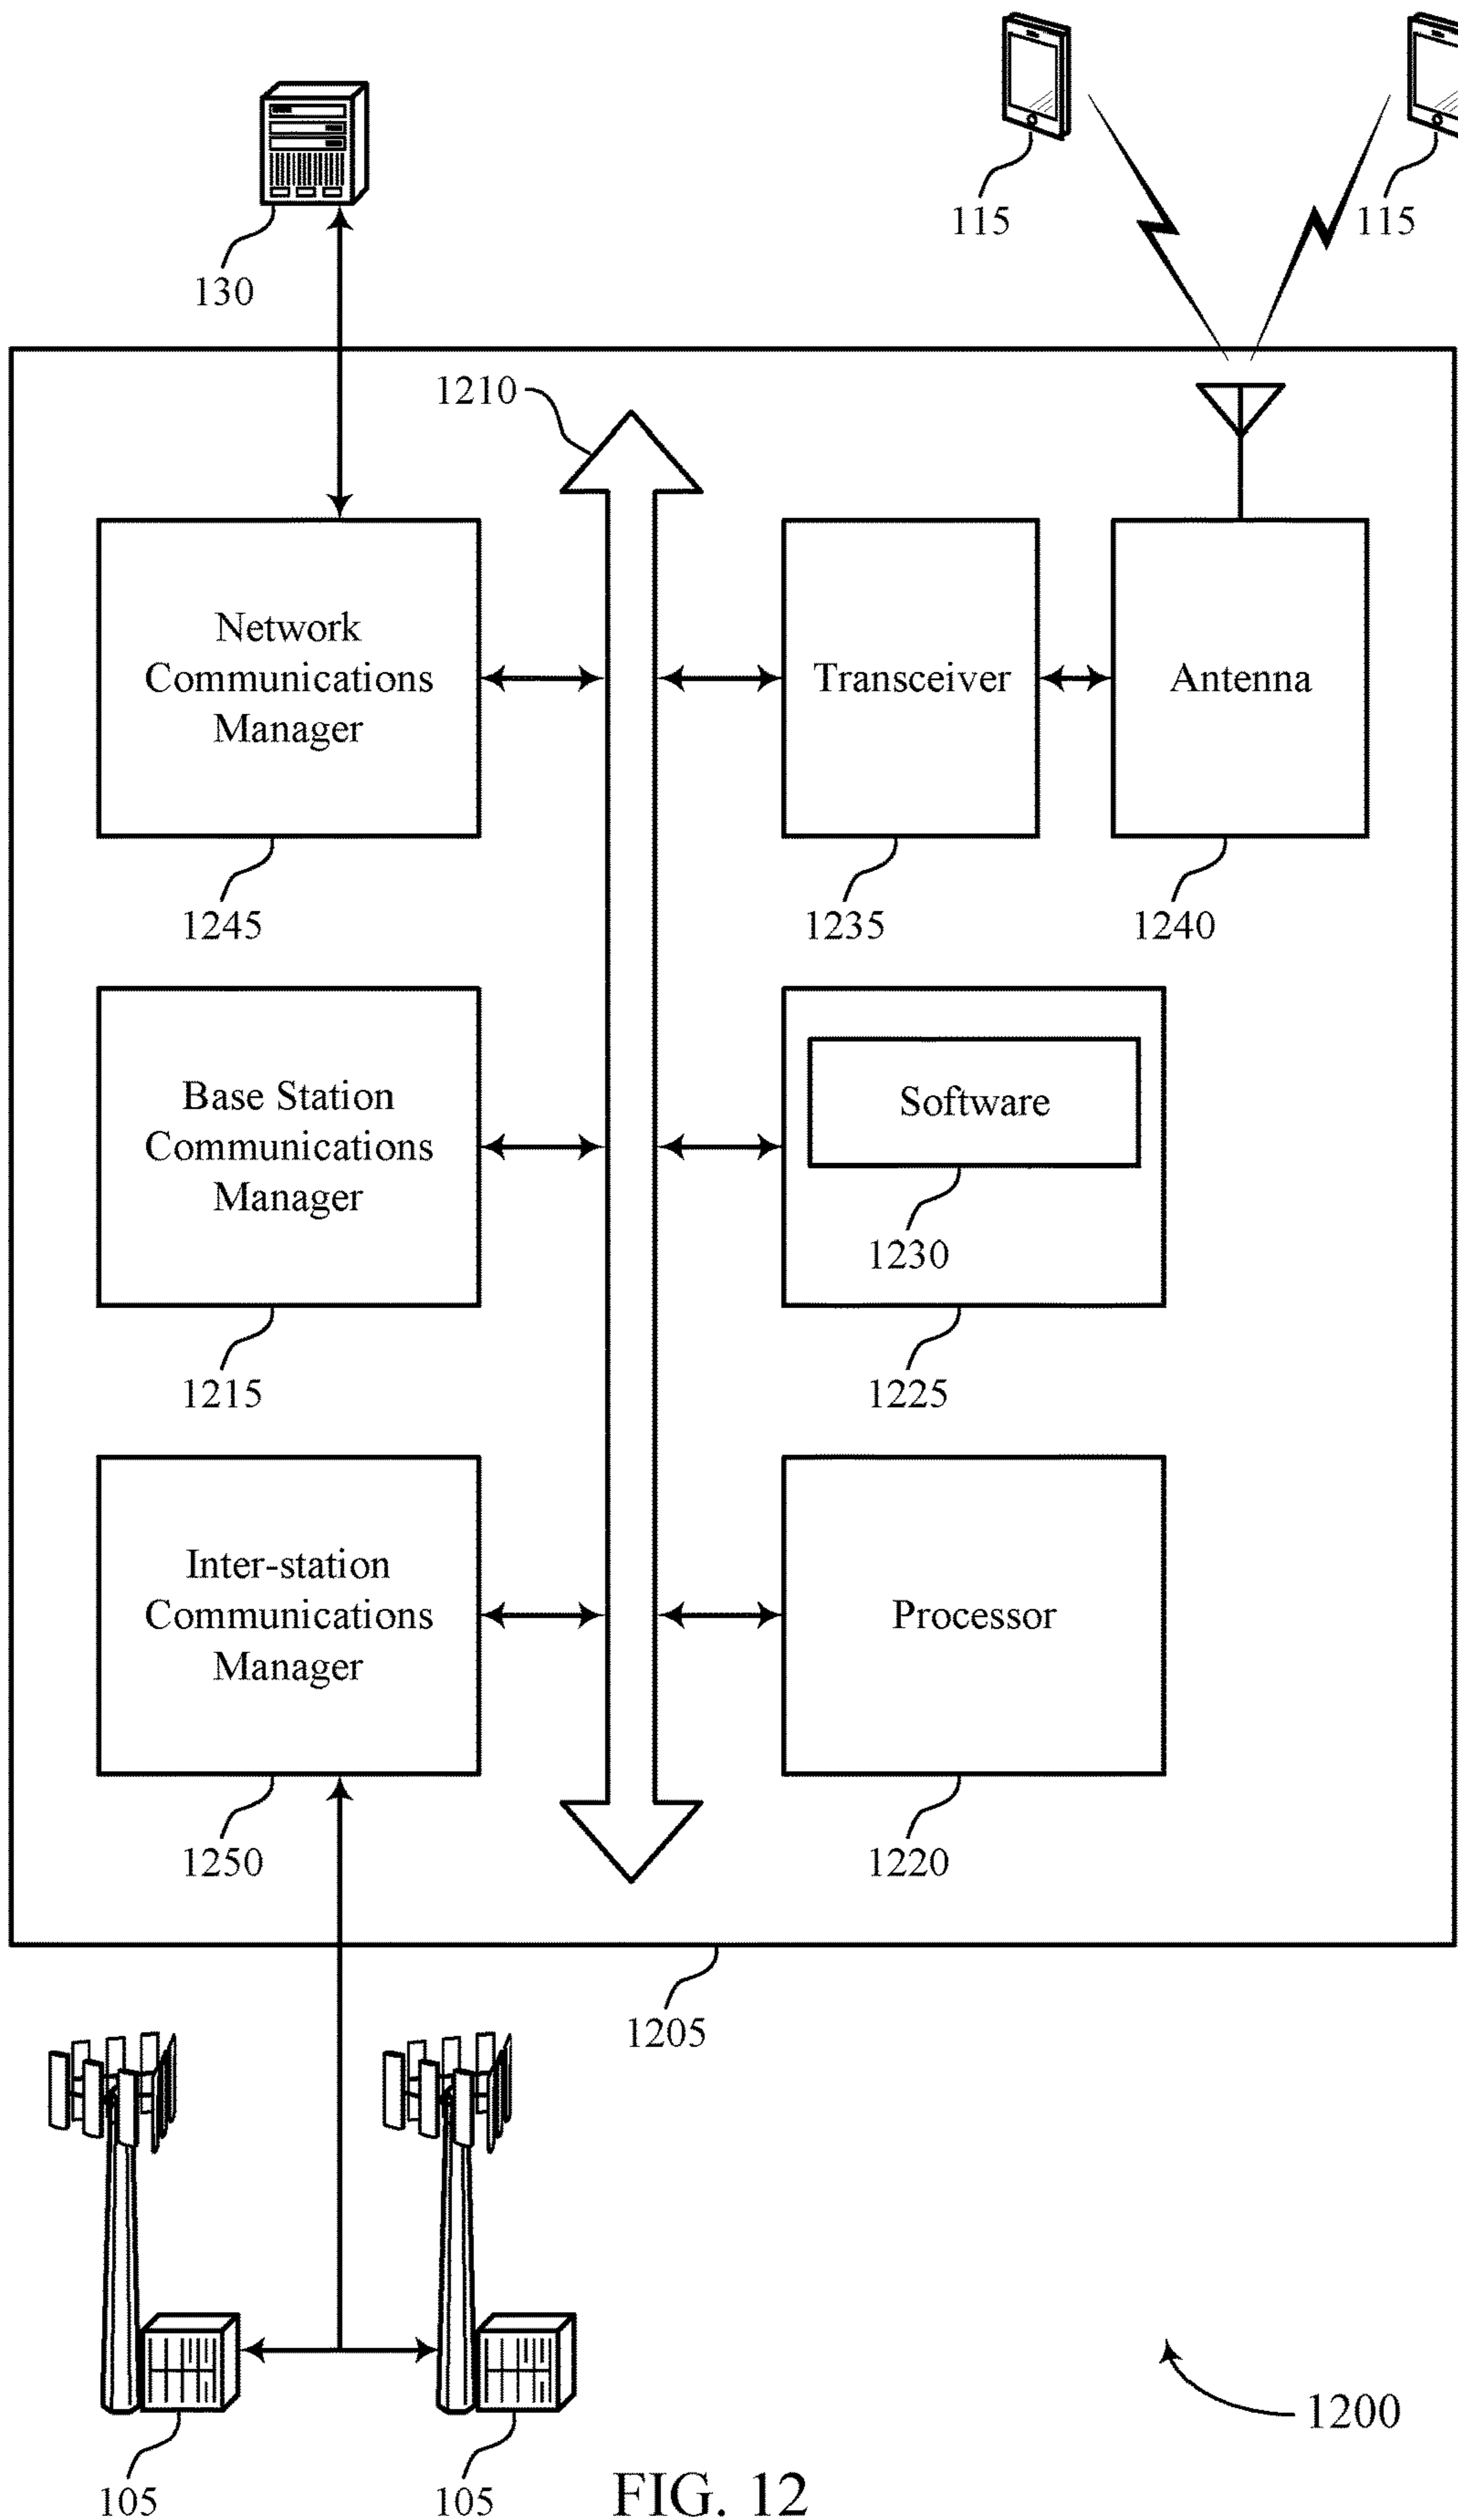 115
115
130
1210
Network
Communications
Manager
Transceiver
Antenna
1245
1235
1240
Base Station
Communications
Manager
Software
1230
1215
1225
Inter-station
Communications
Manager
Processor
1250
1220
1205
1200
105
105
FIG. 12